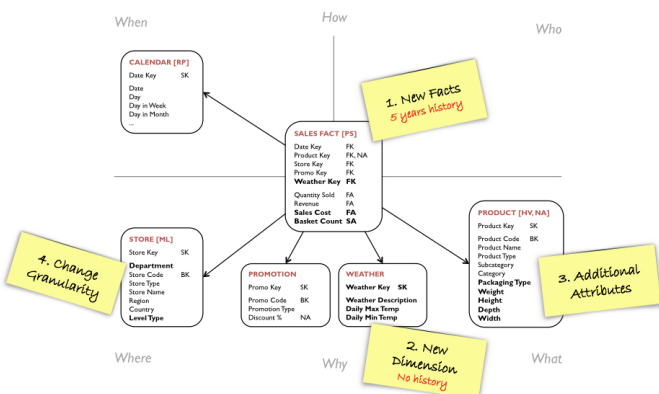 When
How
Who
CALENDAR [RP]
Date Key SK
Date
Day
Day in Week
Day in Month
...
1. New Facts
5 years history
SALES FACT [PS]
Date Key FK
Product Key FK, NA
Store Key FK
Promo Key FK
Weather Key FK
Quantity Sold FA
Revenue FA
Sales Cost FA
Basket Count SA
4. Change
Granularity
STORE [ML]
Store Key SK
Department
Store Code BK
Store Type
Store Name
Region
Country
Level Type
PROMOTION
Promo Key SK
Promo Code BK
Promotion Type
Discount % NA
WEATHER
Weather Key SK
Weather Description
Daily Max Temp
Daily Min Temp
PRODUCT [HV, NA]
Product Key SK
Product Code BK
Product Name
Product Type
Subcategory
Category
Packaging Type
Weight
Height
Depth
Width
3. Additional
Attributes
2. New
Dimension
No history
Where
Why
What